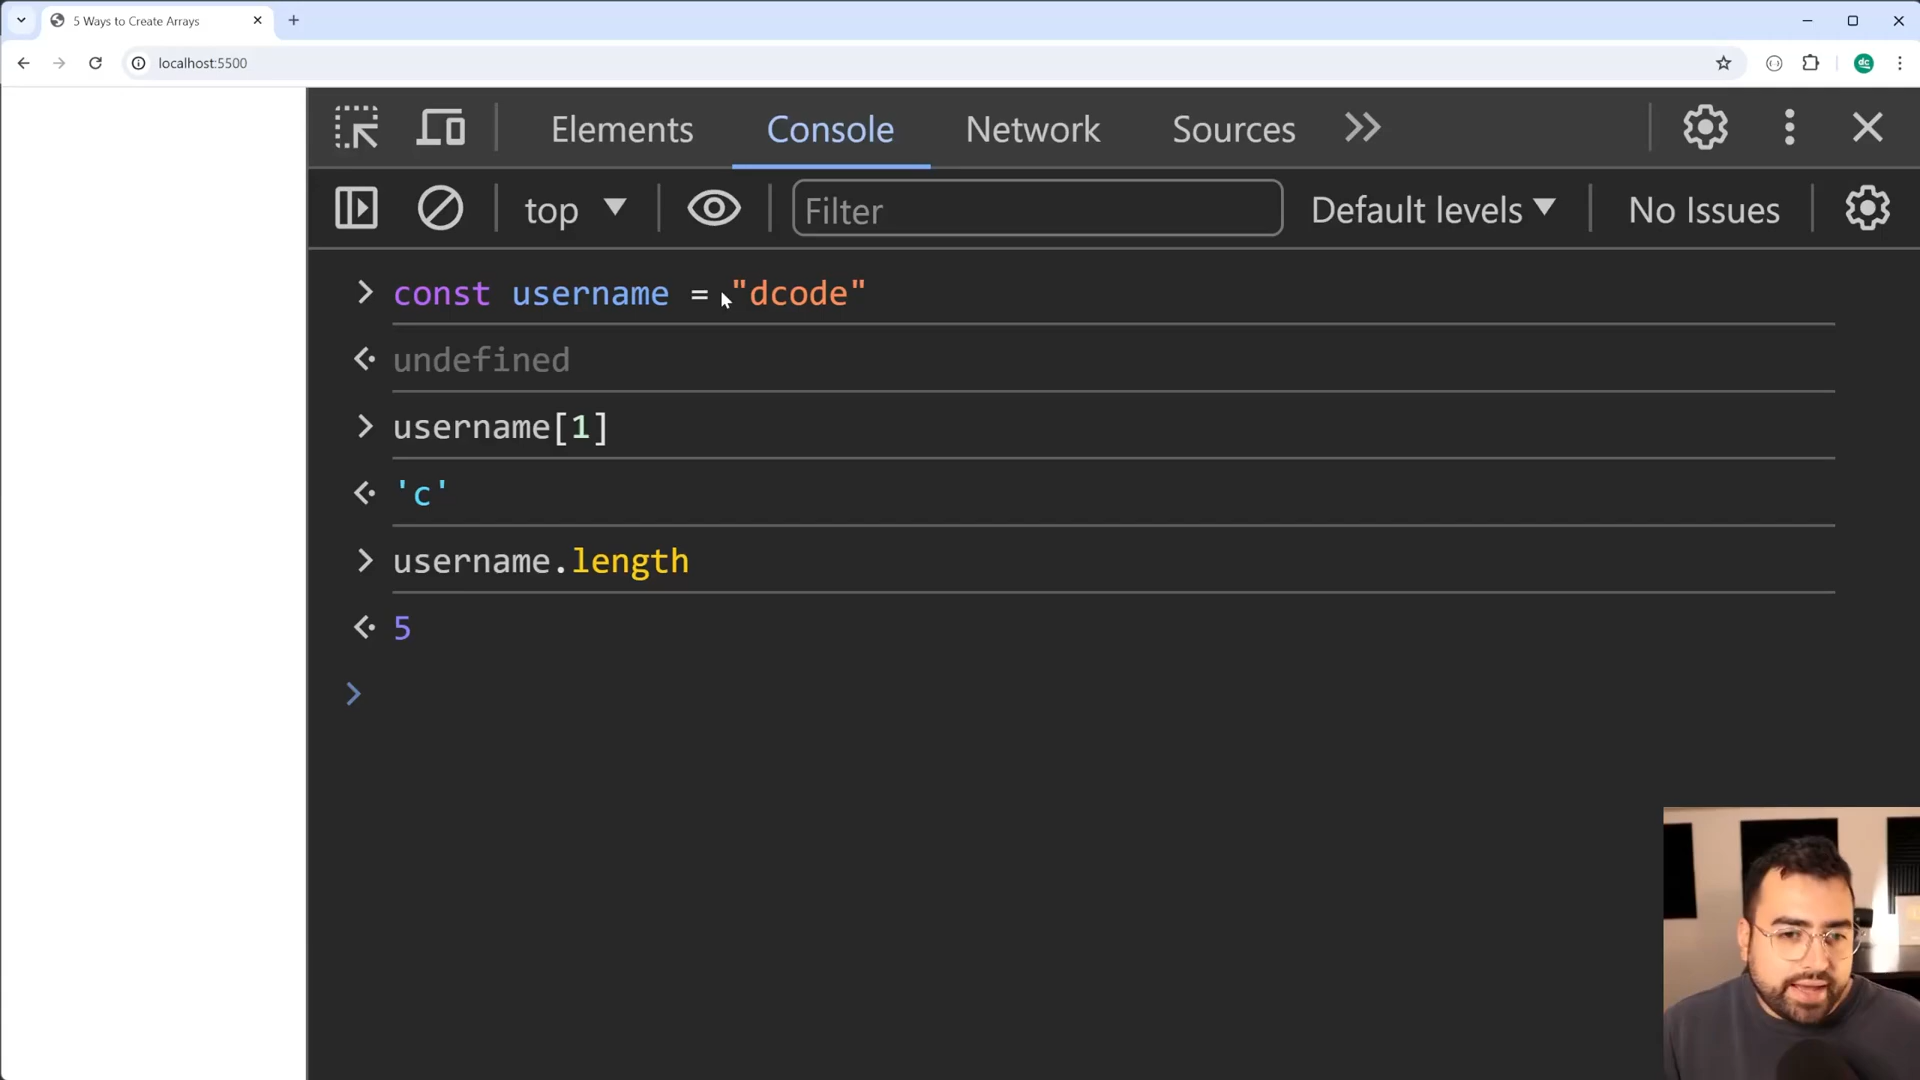 5 Ways to Create Arrays
localhost:5500
dc
Elements Console Network Sources
top Filter Default levels No Issues
> const username = "dcode"
undefined
> username[1]
'c'
> username.length
5
>